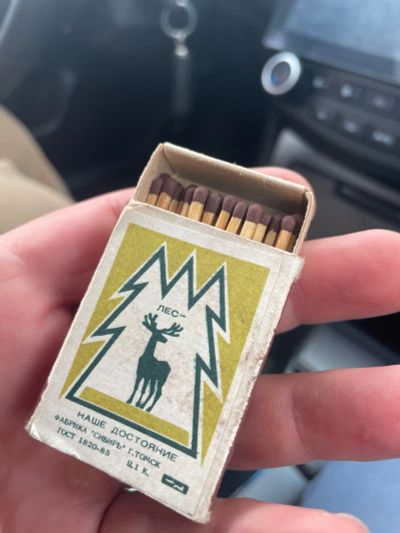 ЛЕС—
НАШЕ ДОСТОЯНИЕ
ФАБРИКА "СИБИРЬ" Г.ТОМСК
ГОСТ 1820-85 Ц.1 К.